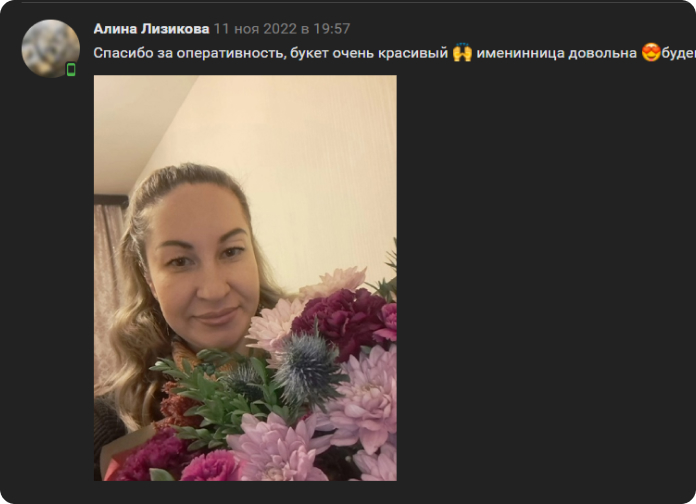 Алина Лизикова 11 ноя 2022 в 19:57
Спасибо за оперативность, букет очень красивый 🙌 именинница довольна 😍